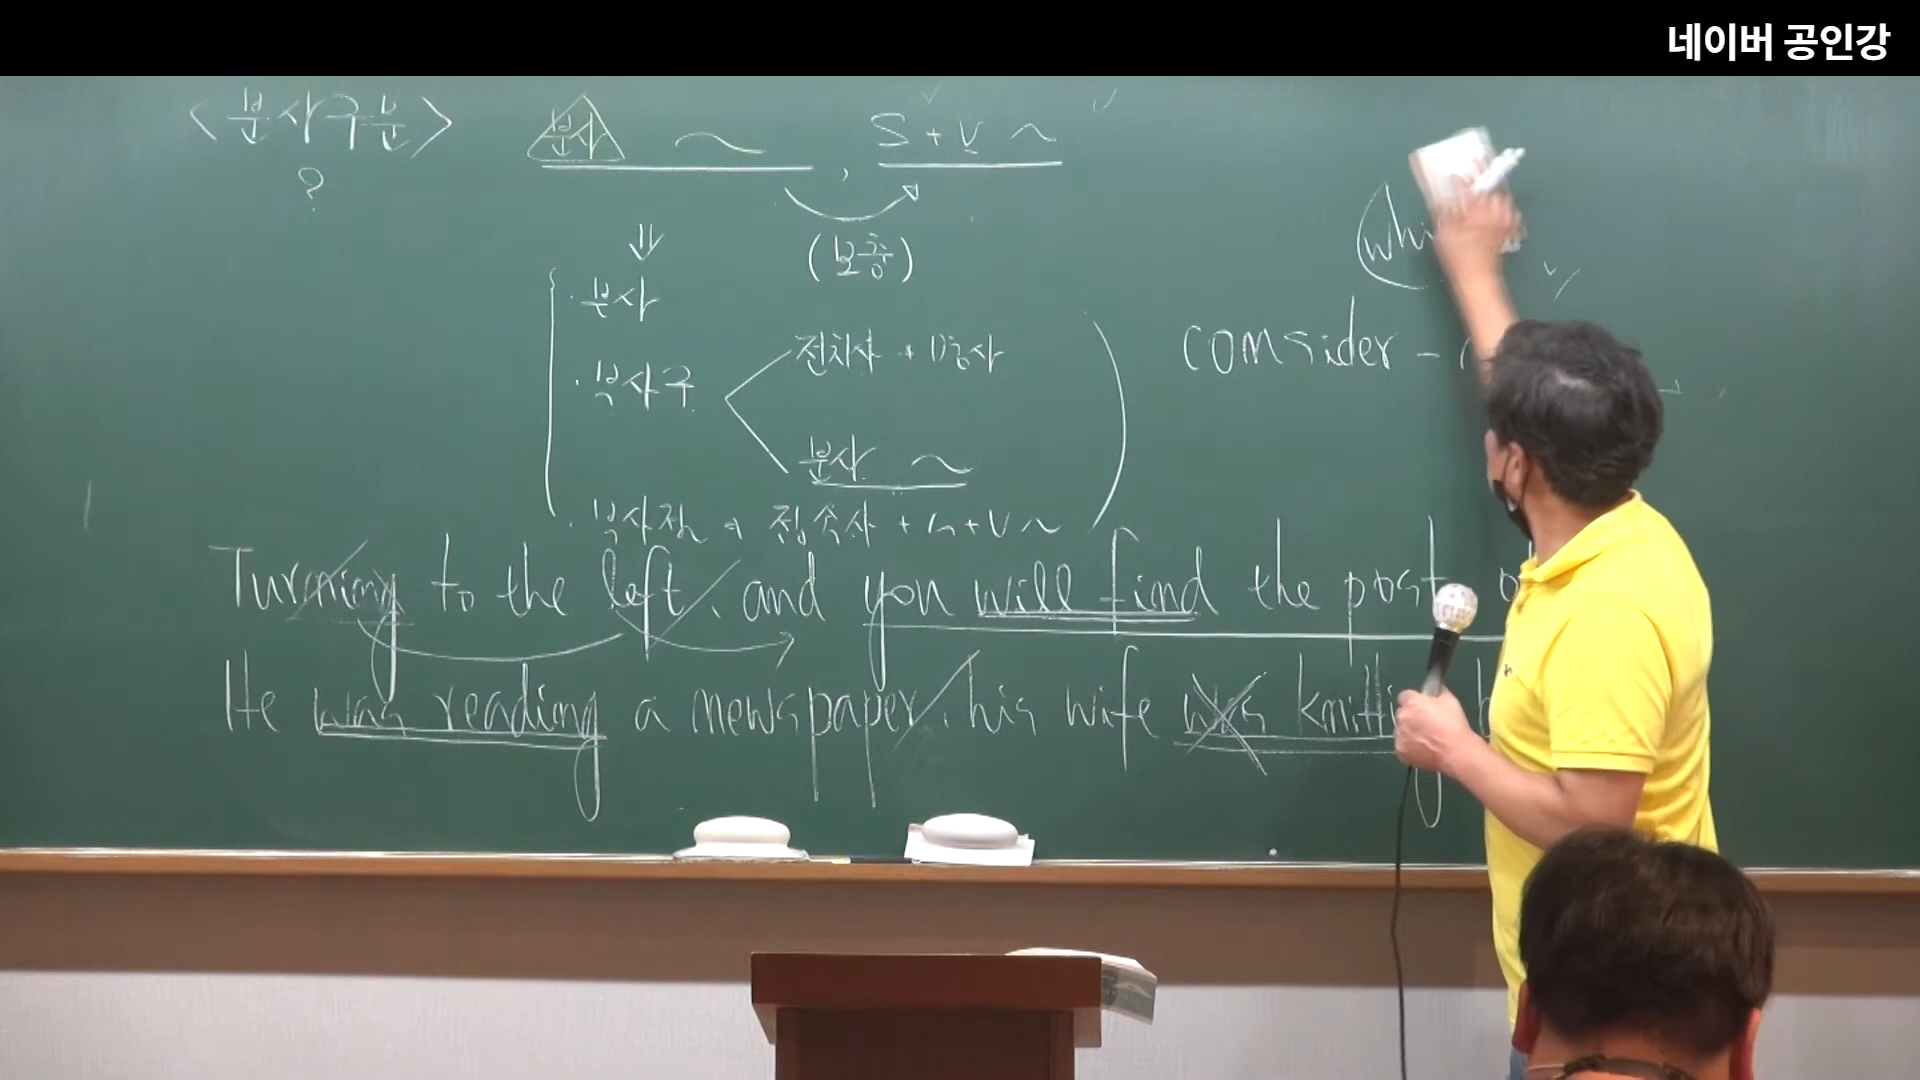 네이버 공인강
<분사구문> 분사 ~ , S + V ~
?
(보충)
whi
· 분사
consider -
· 부사구
전치사 + 명사
분사 ~
· 부사절 → 접속사 + S + V ~
Turning to the left, and you will find the post o
He was reading a newspaper, his wife was knitting